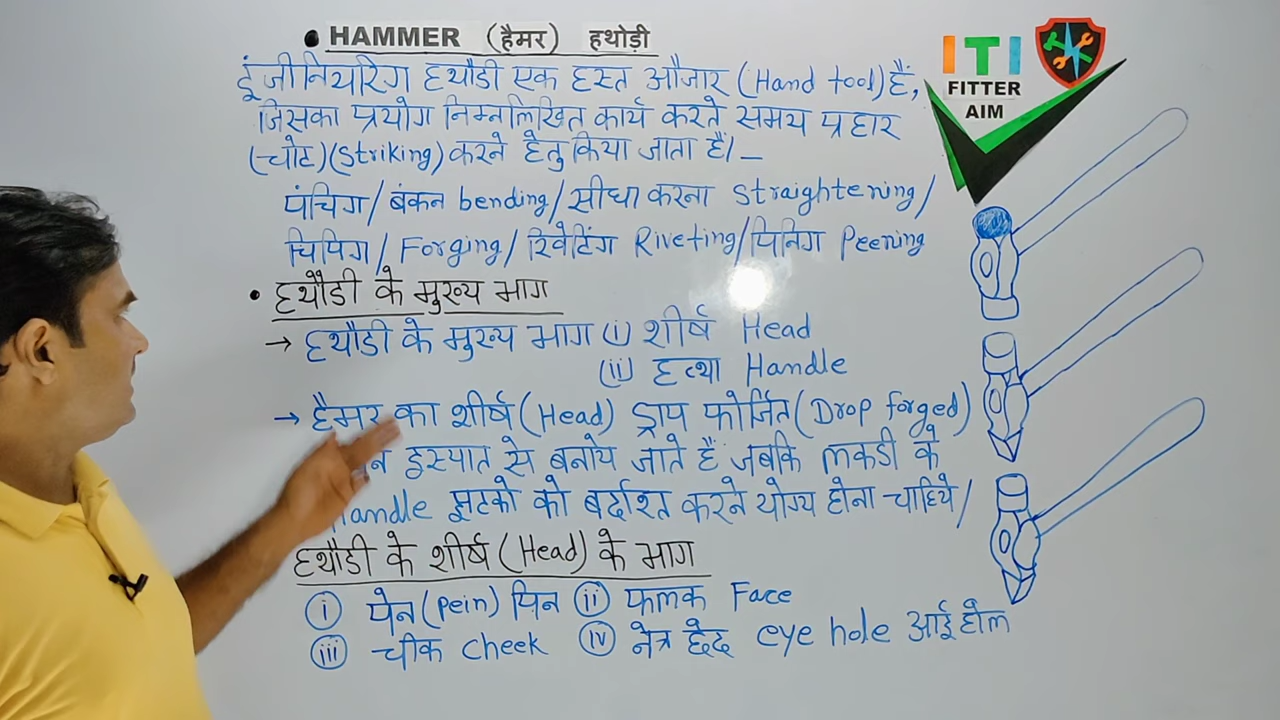 HAMMER (हैमर) हथोड़ी
ITI
FITTER
AIM
इंजीनियरिंग हथौडी एक हस्त औजार (Hand tool) हैं,
जिसका प्रयोग निम्नलिखित कार्य करते समय प्रहार
(चोट) (striking) करने हेतु किया जाता हैं। –
पंचिंग / बंकन bending / सीधा करना straightening /
चिपिंग / Forging / रिवेटिंग Riveting / पिनिंग Peening
• हथौडी के मुख्य भाग
→ हथौडी के मुख्य भाग (i) शीर्ष Head
(ii) हत्था Handle
→ हैमर का शीर्ष (Head) ड्राप फोर्जित (Drop forged)
इस्पात से बनाये जाते हैं जबकि लकडी के
Handle झटको को बर्दाश्त करने योग्य होना चाहिये /
हथौडी के शीर्ष (Head) के भाग
(i) पेन (pein) पिन (ii) फलक Face
(iii) चीक cheek (iv) नेत्र छेद eye hole आई होल